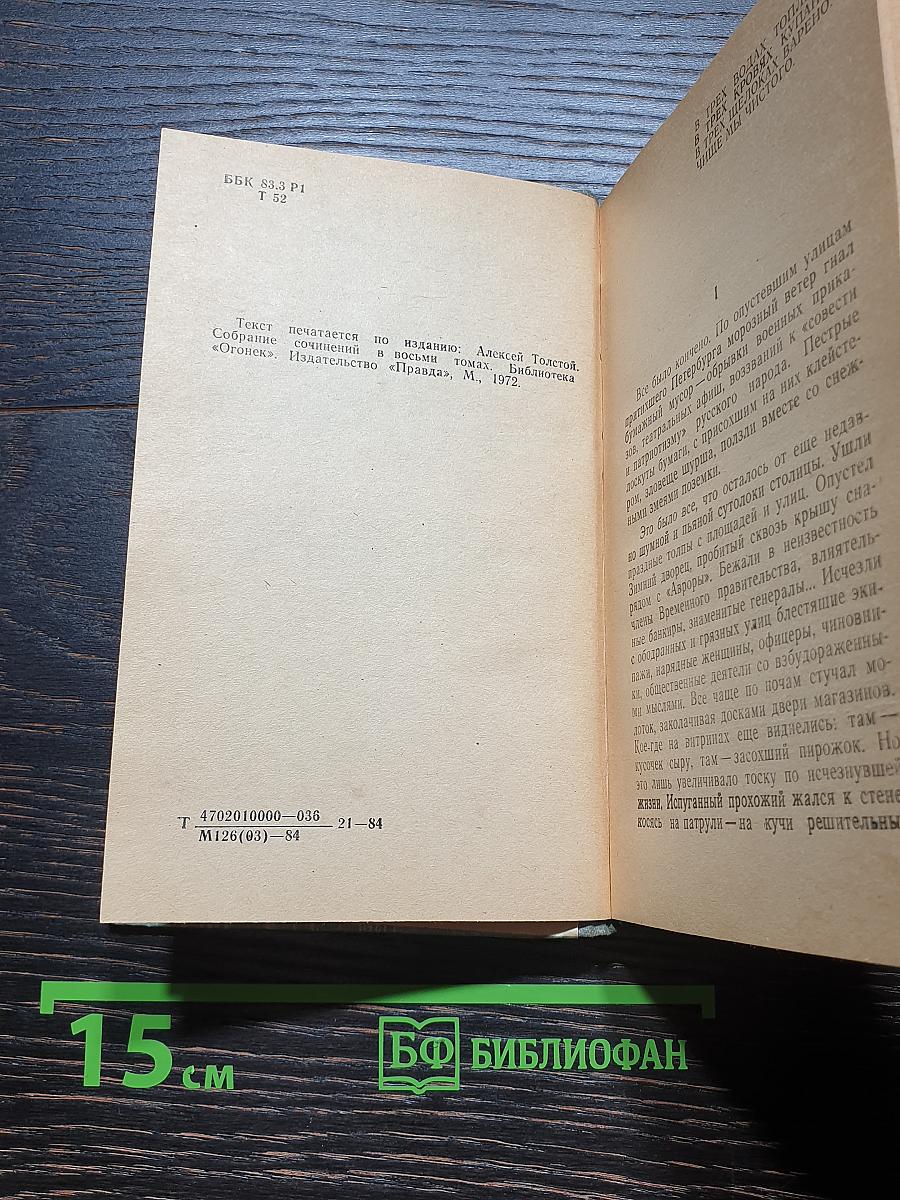 ББК 83.3 Р1
Т 52
Текст печатается по изданию: Алексей Толстой.
Собрание сочинений в восьми томах. Библиотека
«Огонек». Издательство «Правда», М., 1972.
Т 4702010000—036 21—84
М126(03)—84
В ТРЕХ ВОДАХ
В ТРЕХ КРОВЯХ
В ТРЕХ ЩЕЛОКАХ ВАРЕНО.
ЧИЩЕ МЫ ЧИСТОГО.
1
Все было кончено. По опустевшим улицам
притихшего Петербурга морозный ветер гнал
бумажный мусор—обрывки военных прика-
зов, театральных афиш, воззваний к «совести
и патриотизму» русского народа. Пестрые
лоскуты бумаги, с присохшим на них клейсте-
ром, зловеще шурша, ползли вместе со снеж-
ными змеями поземки.
Это было все, что осталось от еще недав-
но шумной и пьяной сутолоки столицы. Ушли
праздные толпы с площадей и улиц. Опустел
Зимний дворец, пробитый сквозь крышу сна-
рядом с «Авроры». Бежали в неизвестность
члены Временного правительства, влиятель-
ные банкиры, знаменитые генералы... Исчезли
с ободранных и грязных улиц блестящие эки-
пажи, нарядные женщины, офицеры, чиновни-
ки, общественные деятели со взбудораженны-
ми мыслями. Все чаще по ночам стучал мо-
лоток, заколачивая досками двери магазинов.
Кое-где на витринах еще виднелись: там—
кусочек сыру, там—засохший пирожок. Но
это лишь увеличивало тоску по исчезнувшей
жизни. Испуганный прохожий жался к стене
косясь на патрули—на кучи решительны
15 см
БФ БИБЛИОФАН